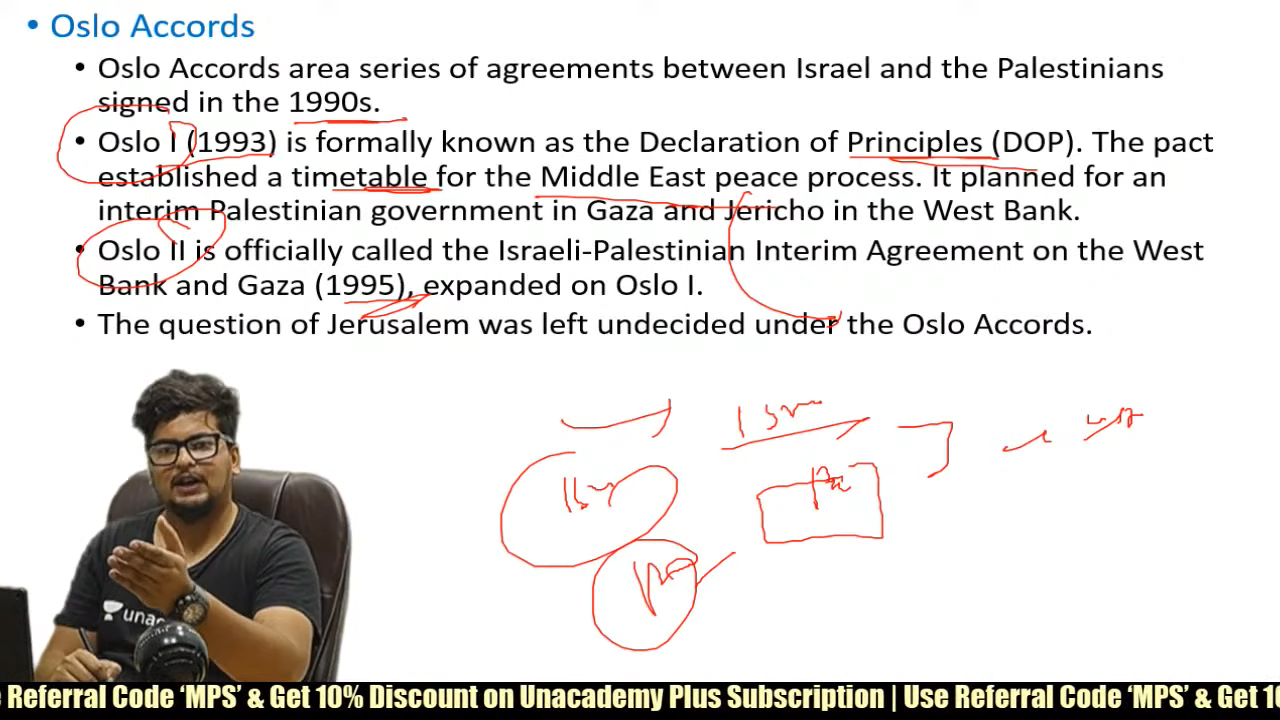 Oslo Accords
Oslo Accords area series of agreements between Israel and the Palestinians
signed in the 1990s.
Oslo I (1993) is formally known as the Declaration of Principles (DOP). The pact
established a timetable for the Middle East peace process. It planned for an
interim Palestinian government in Gaza and Jericho in the West Bank.
Oslo II is officially called the Israeli-Palestinian Interim Agreement on the West
Bank and Gaza (1995), expanded on Oslo I.
The question of Jerusalem was left undecided under the Oslo Accords.
unac
e Referral Code ‘MPS’ & Get 10% Discount on Unacademy Plus Subscription | Use Referral Code ‘MPS’ & Get 10